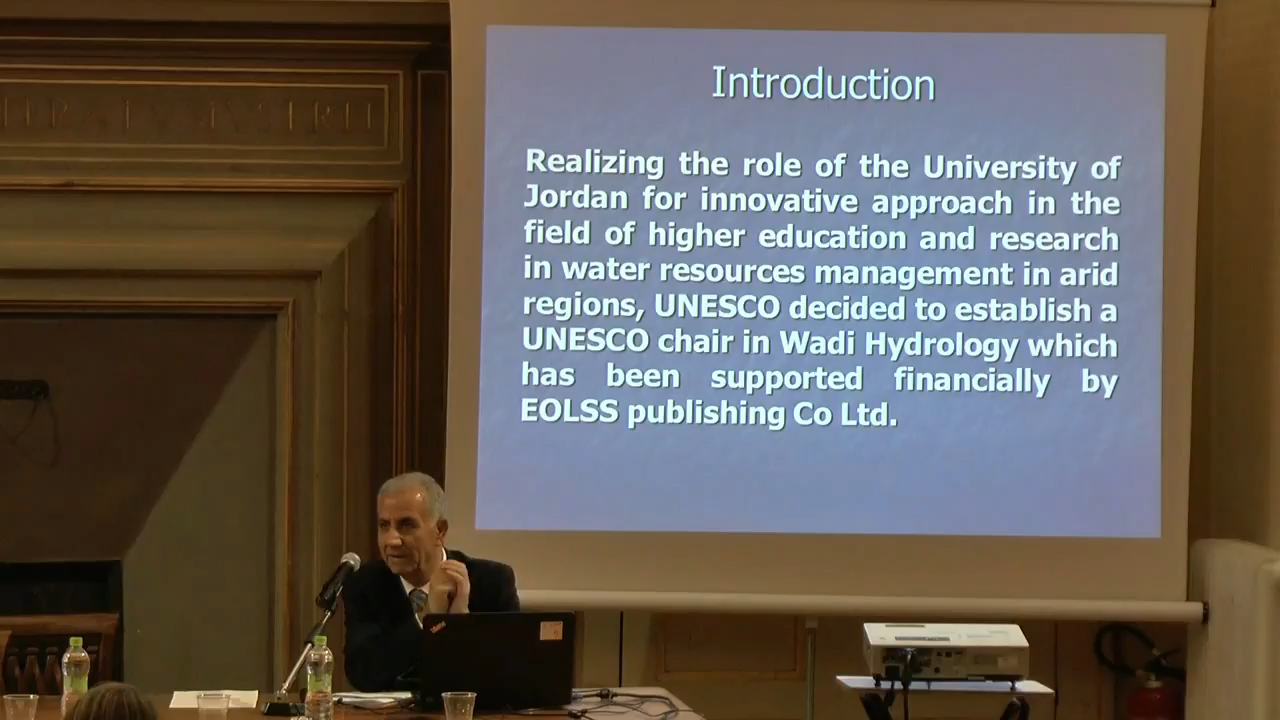 Introduction
Realizing the role of the University of
Jordan for innovative approach in the
field of higher education and research
in water resources management in arid
regions, UNESCO decided to establish a
UNESCO chair in Wadi Hydrology which
has been supported financially by
EOLSS publishing Co Ltd.